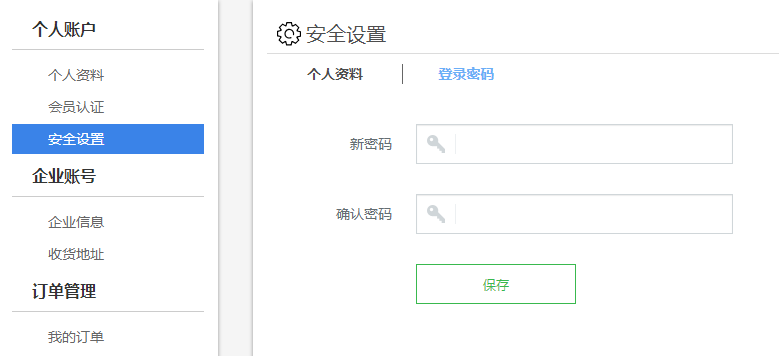 个人账户
个人资料
会员认证
安全设置
企业账号
企业信息
收货地址
订单管理
我的订单
安全设置
个人资料
登录密码
新密码
确认密码
保存